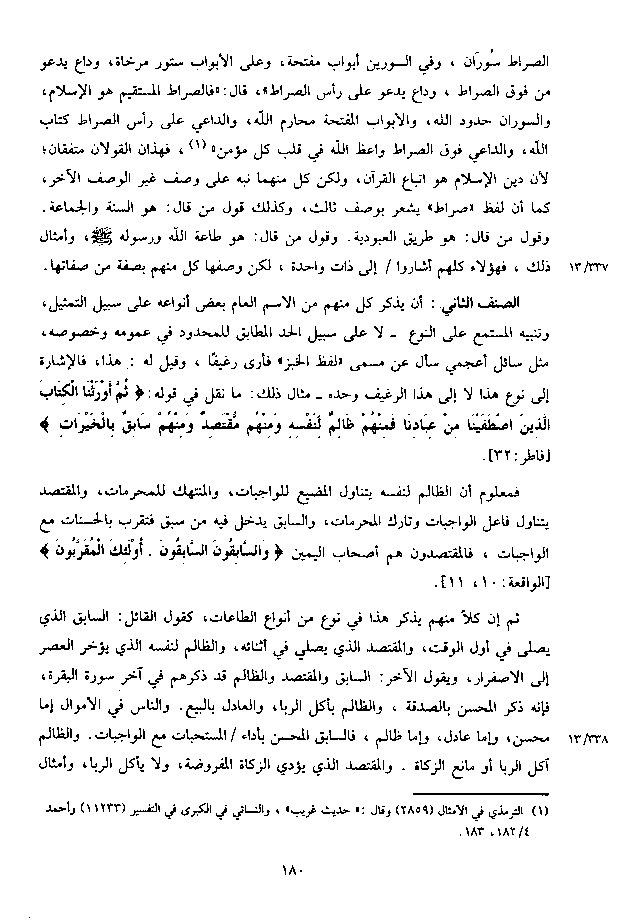 الصراط سُوران ، وفي السورين أبواب مفتحة، وعلى الأبواب ستور مرخاة، وداع يدعو
من فوق الصراط ، وداع يدعو على رأس الصراط»، قال: «فالصراط المستقيم هو الإسلام،
والسوران حدود الله، والأبواب المفتحة محارم الله، والداعي على رأس الصراط كتاب
الله، والداعي فوق الصراط واعظ الله في قلب كل مؤمن» (١) ، فهذان القولان متفقان؛
لأن دين الإسلام هو اتباع القرآن، ولكن كل منهما نبه على وصف غير الوصف الآخر،
كما أن لفظ «صراط» يشعر بوصف ثالث، وكذلك قول من قال: هو السنة والجماعة.
وقول من قال: هو طريق العبودية. وقول من قال: هو طاعة الله ورسوله ﷺ، وأمثال
١٣/٣٣٧ ذلك ، فهؤلاء كلهم أشاروا / إلى ذات واحدة ، لكن وصفها كل منهم بصفة من صفاتها.
الصنف الثاني : أن يذكر كل منهم من الاسم العام بعض أنواعه على سبيل التمثيل،
وتنبيه المستمع على النوع ـ لا على سبيل الحد المطابق للمحدود في عمومه وخصوصه،
مثل سائل أعجمي سأل عن مسمى «لفظ الخبز» فأرى رغيفًا ، وقيل له : هذا، فالإشارة
إلى نوع هذا لا إلى هذا الرغيف وحده ـ مثال ذلك: ما نقل في قوله: ﴿ ثُمَّ أَوْرَثْنَا الْكِتَابَ
الَّذِينَ اصْطَفَيْنَا مِنْ عِبَادِنَا فَمِنْهُمْ ظَالِمٌ لِّنَفْسِهِ وَمِنْهُم مُّقْتَصِدٌ وَمِنْهُمْ سَابِقٌ بِالْخَيْرَاتِ ﴾
[فاطر: ٣٢].
فمعلوم أن الظالم لنفسه يتناول المضيع للواجبات، والمنتهك للمحرمات، والمقتصد
يتناول فاعل الواجبات وتارك المحرمات، والسابق يدخل فيه من سبق فتقرب بالحسنات مع
الواجبات ، فالمقتصدون هم أصحاب اليمين ﴿ وَالسَّابِقُونَ السَّابِقُونَ . أُوْلَئِكَ الْمُقَرَّبُونَ ﴾
[الواقعة: ١٠، ١١].
ثم إن كلاً منهم يذكر هذا في نوع من أنواع الطاعات، كقول القائل: السابق الذي
يصلى في أول الوقت، والمقتصد الذي يصلي في أثنائه، والظالم لنفسه الذي يؤخر العصر
إلى الاصفرار، ويقول الآخر: السابق والمقتصد والظالم قد ذكرهم في آخر سورة البقرة،
فإنه ذكر المحسن بالصدقة ، والظالم بأكل الربا، والعادل بالبيع. والناس في الأموال إما
١٣/٣٣٨ محسن، وإما عادل، وإما ظالم ، فالسابق المحسن بأداء / المستحبات مع الواجبات. والظالم
آكل الربا أو مانع الزكاة . والمقتصد الذي يؤدي الزكاة المفروضة، ولا يأكل الربا، وأمثال
(١) الترمذي في الأمثال (٢٨٥٩) وقال : « حديث غريب» ، والنسائي في الكبرى في التفسير (١١٢٣٣) وأحمد
٤/ ١٨٢، ١٨٣ .
١٨٠